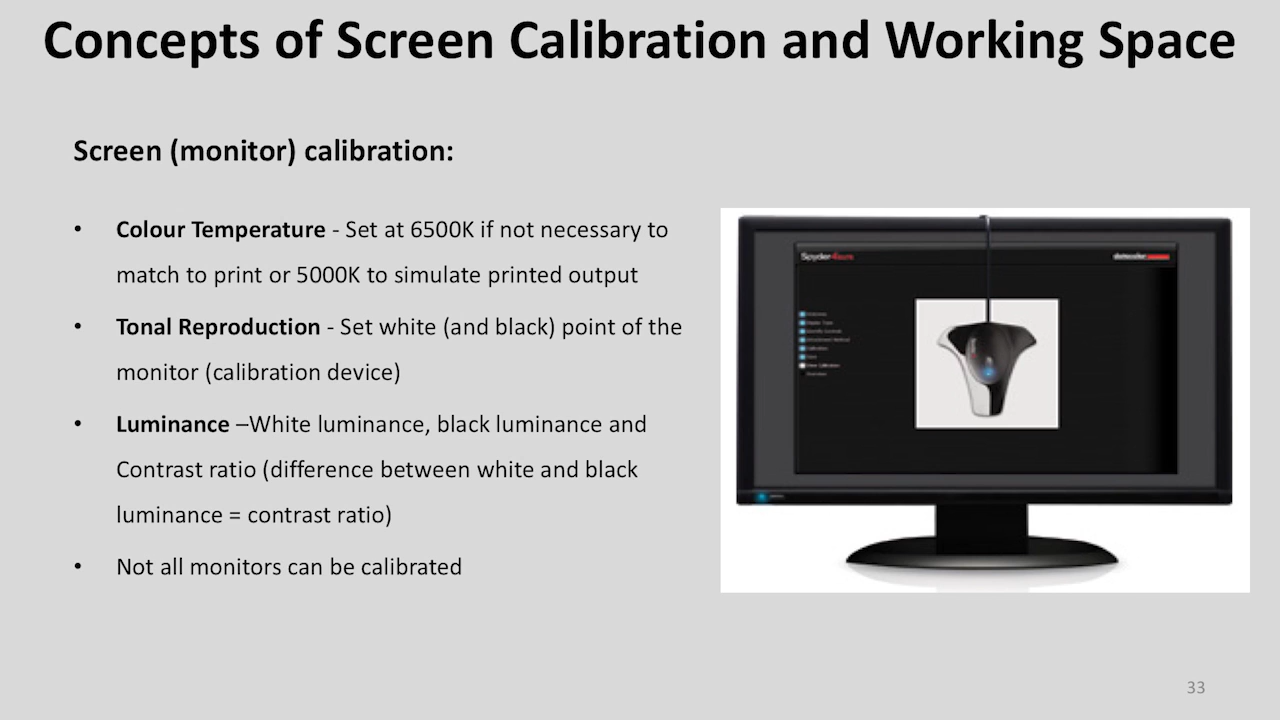 Concepts of Screen Calibration and Working Space
Screen (monitor) calibration:
• Colour Temperature - Set at 6500K if not necessary to
match to print or 5000K to simulate printed output
• Tonal Reproduction - Set white (and black) point of the
monitor (calibration device)
• Luminance –White luminance, black luminance and
Contrast ratio (difference between white and black
luminance = contrast ratio)
• Not all monitors can be calibrated
Spyder
33